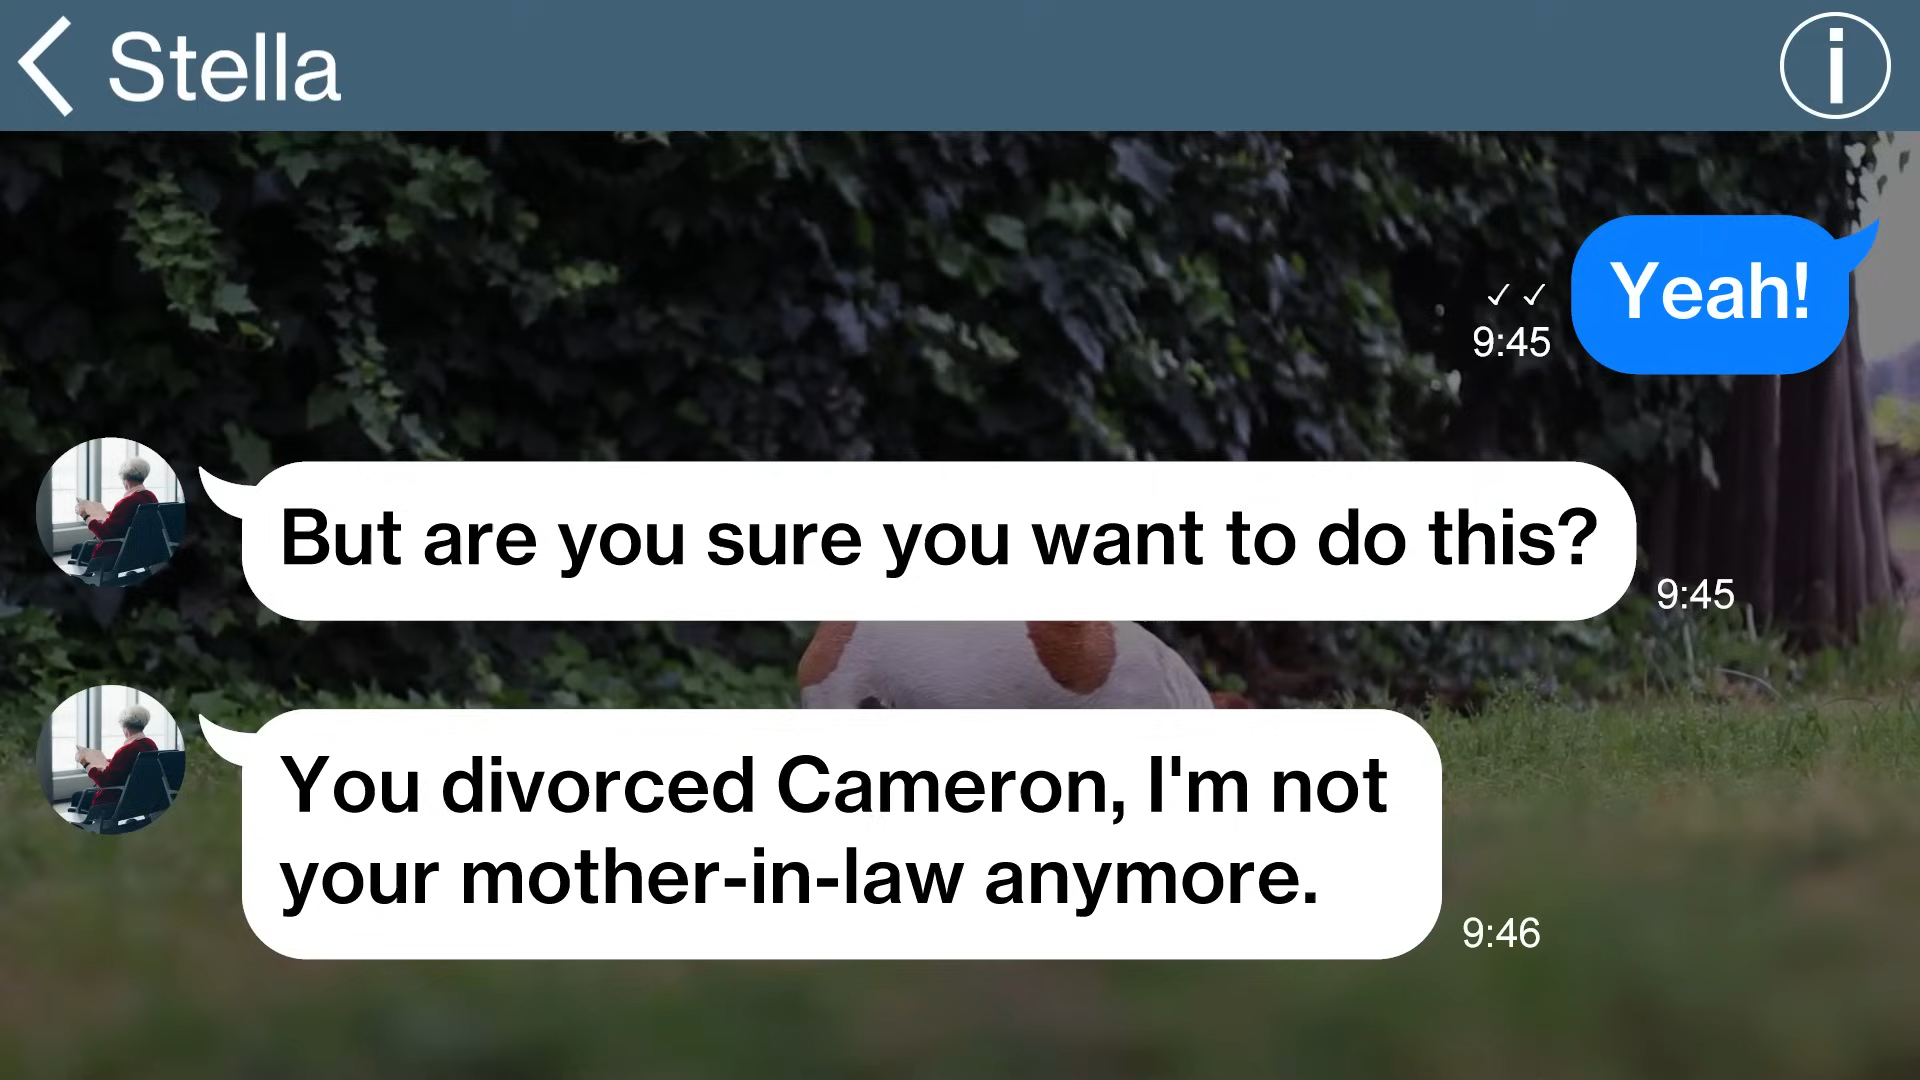 Stella
Yeah!
✓ ✓
9:45
But are you sure you want to do this?
9:45
You divorced Cameron, I'm not
your mother-in-law anymore.
9:46